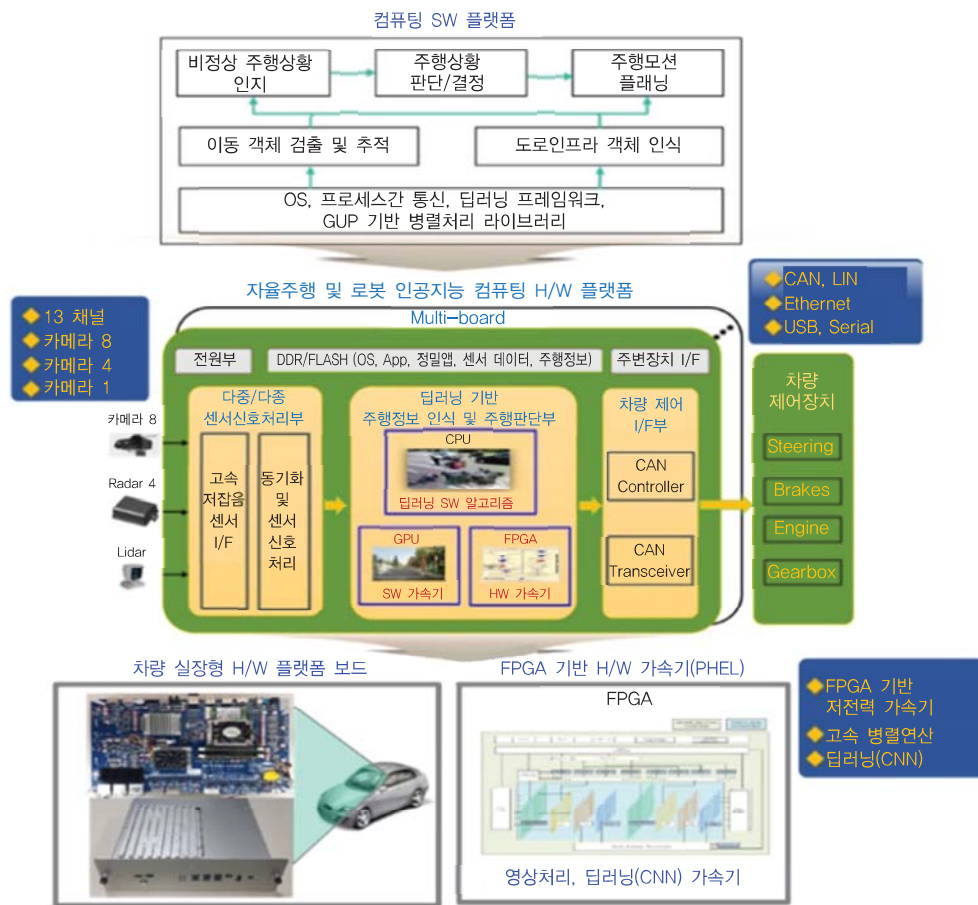 컴퓨팅 SW 플랫폼
비정상 주행상황
인지
주행상황
판단/결정
주행모션
플래닝
이동 객체 검출 및 추적
도로인프라 객체 인식
OS, 프로세스간 통신, 딥러닝 프레임워크,
GUP 기반 병렬처리 라이브러리
자율주행 및 로봇 인공지능 컴퓨팅 H/W 플랫폼
Multi-board
◆CAN, LIN
◆Ethernet
◆USB, Serial
◆13 채널
◆카메라 8
◆카메라 4
◆카메라 1
전원부
DDR/FLASH (OS, App, 정밀앱, 센서 데이터, 주행정보)
주변장치 I/F
카메라 8
Radar 4
Lidar
다중/다종
센서신호처리부
고속
저잡음
센서
I/F
동기화
및
센서
신호
처리
딥러닝 기반
주행정보 인식 및 주행판단부
CPU
딥러닝 SW 알고리즘
GPU
SW 가속기
FPGA
HW 가속기
차량 제어
I/F부
CAN
Controller
CAN
Transceiver
차량
제어장치
Steering
Brakes
Engine
Gearbox
차량 실장형 H/W 플랫폼 보드
FPGA 기반 H/W 가속기(PHEL)
FPGA
영상처리, 딥러닝(CNN) 가속기
◆FPGA 기반
저전력 가속기
◆고속 병렬연산
◆딥러닝(CNN)